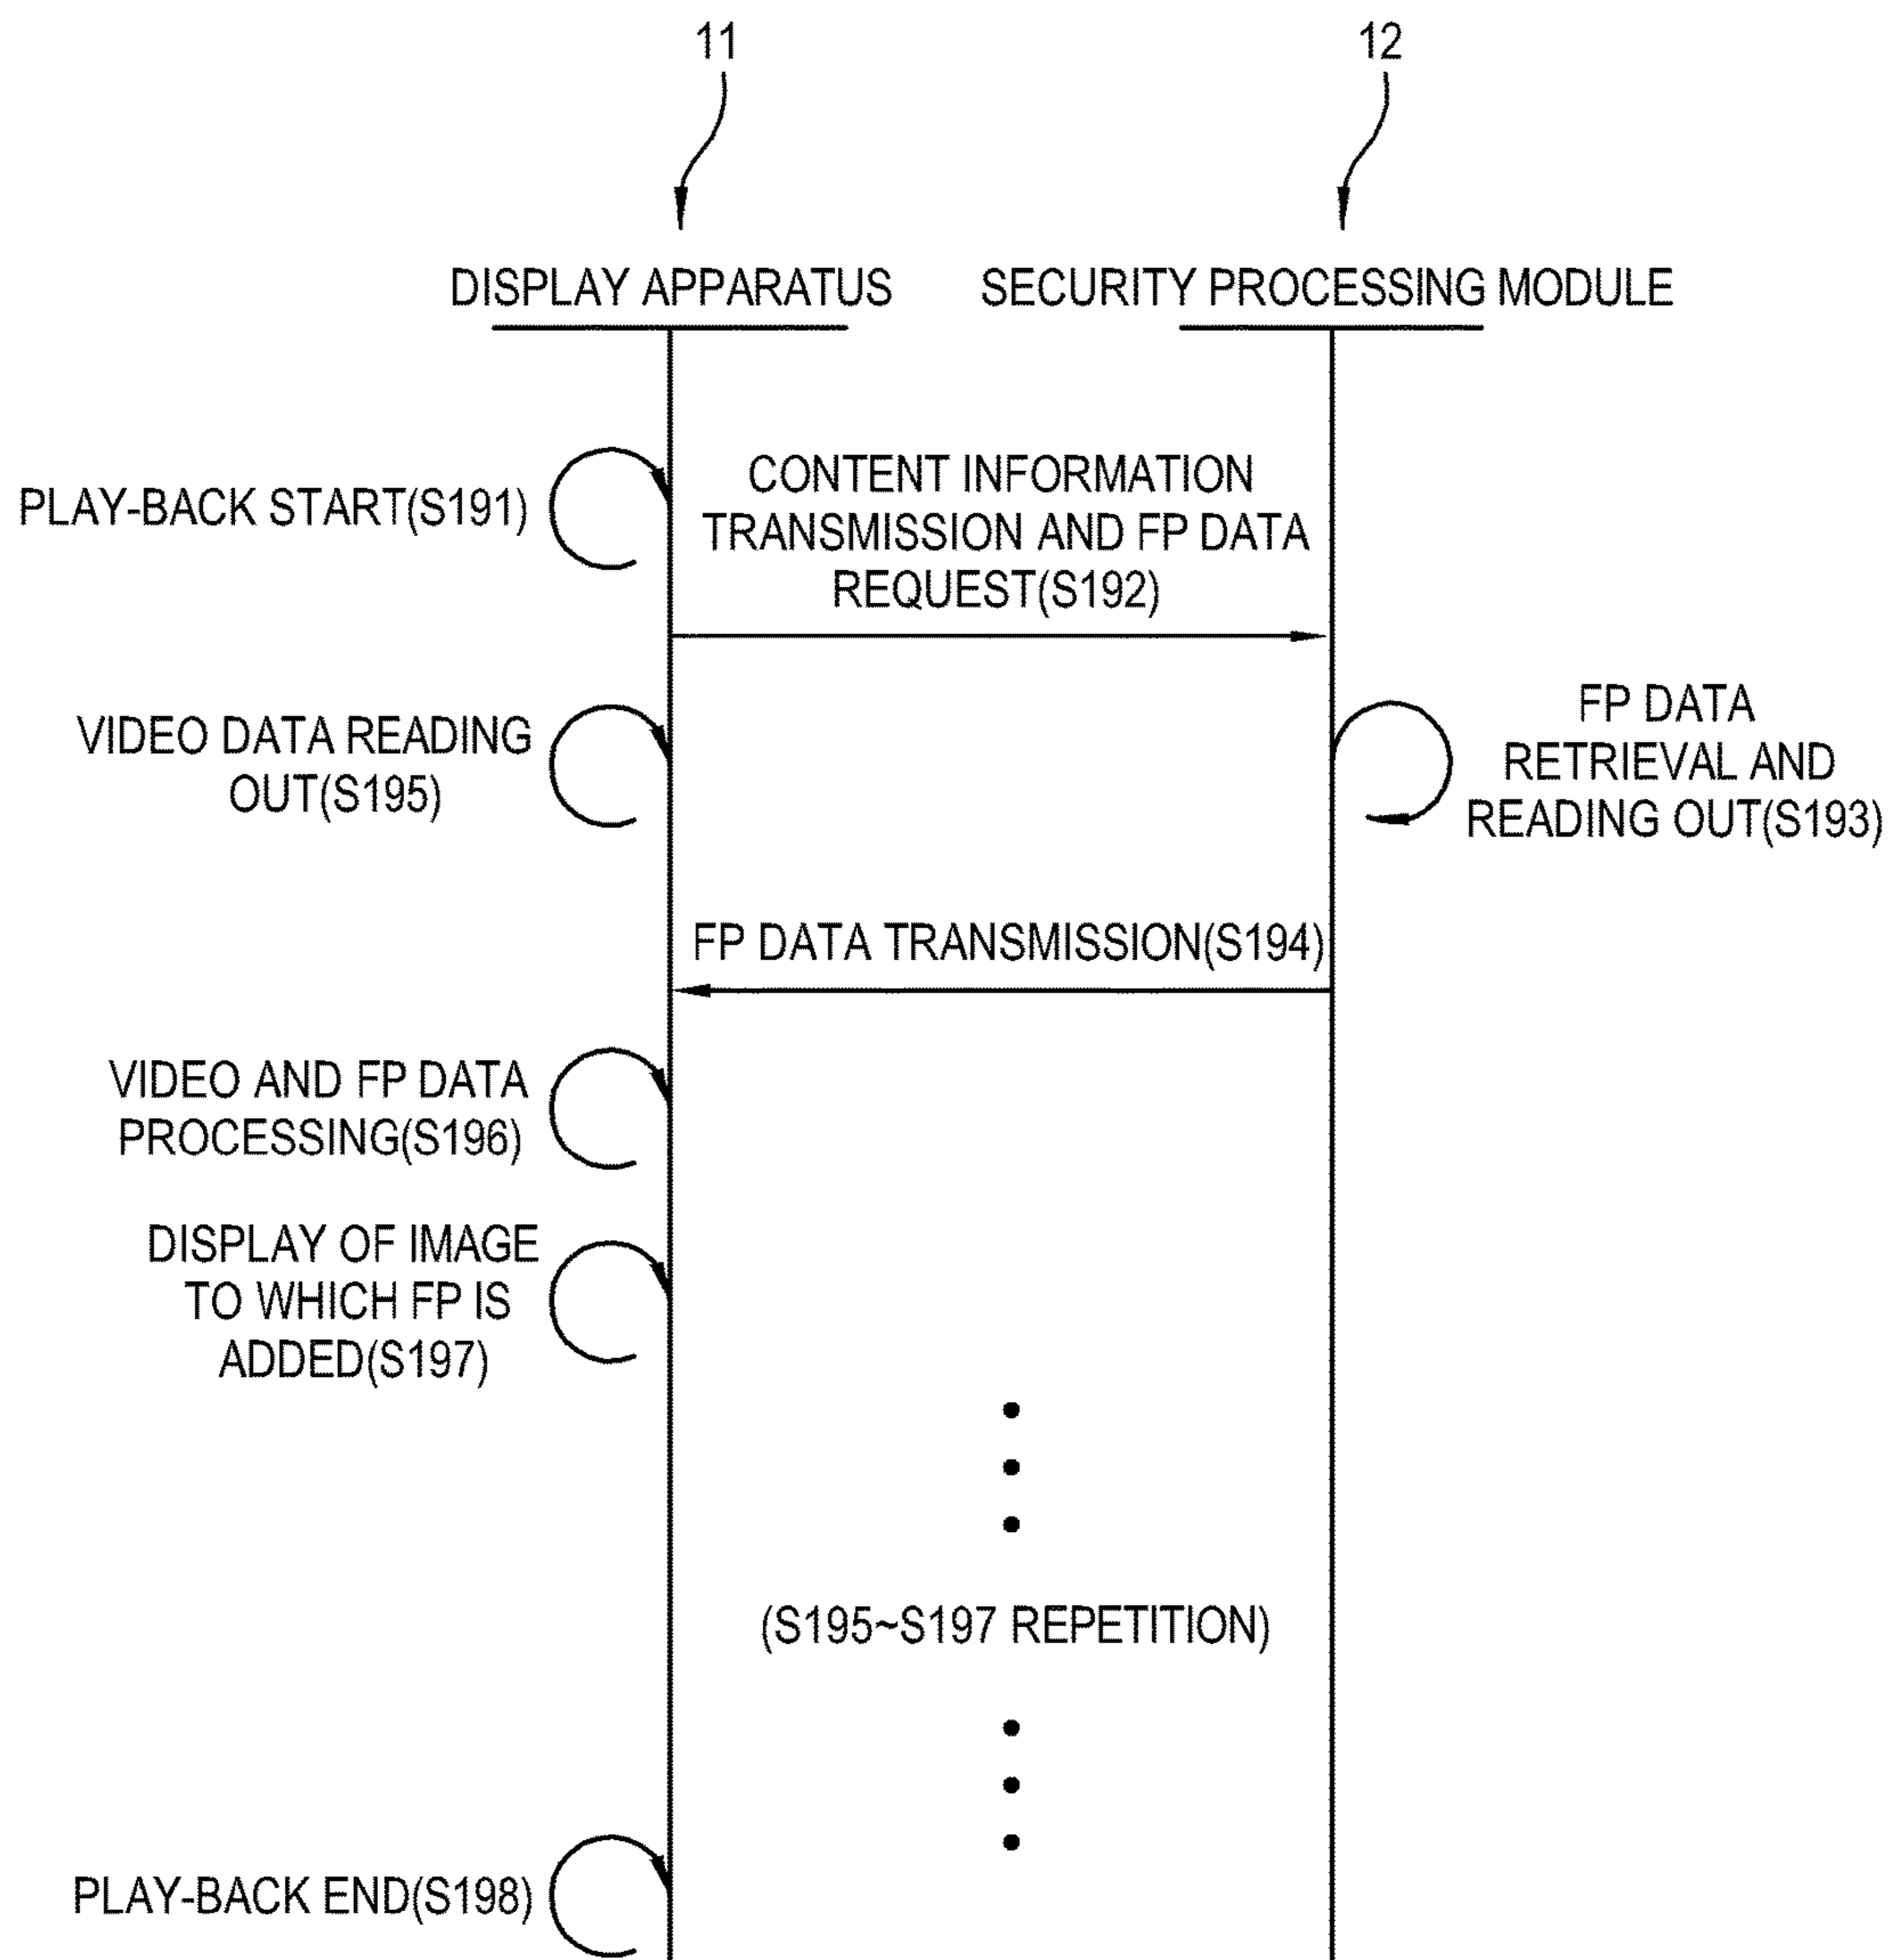 11
12
DISPLAY APPARATUS
SECURITY PROCESSING MODULE
PLAY-BACK START(S191)
CONTENT INFORMATION
TRANSMISSION AND FP DATA
REQUEST(S192)
VIDEO DATA READING
OUT(S195)
FP DATA
RETRIEVAL AND
READING OUT(S193)
FP DATA TRANSMISSION(S194)
VIDEO AND FP DATA
PROCESSING(S196)
DISPLAY OF IMAGE
TO WHICH FP IS
ADDED(S197)
(S195~S197 REPETITION)
PLAY-BACK END(S198)